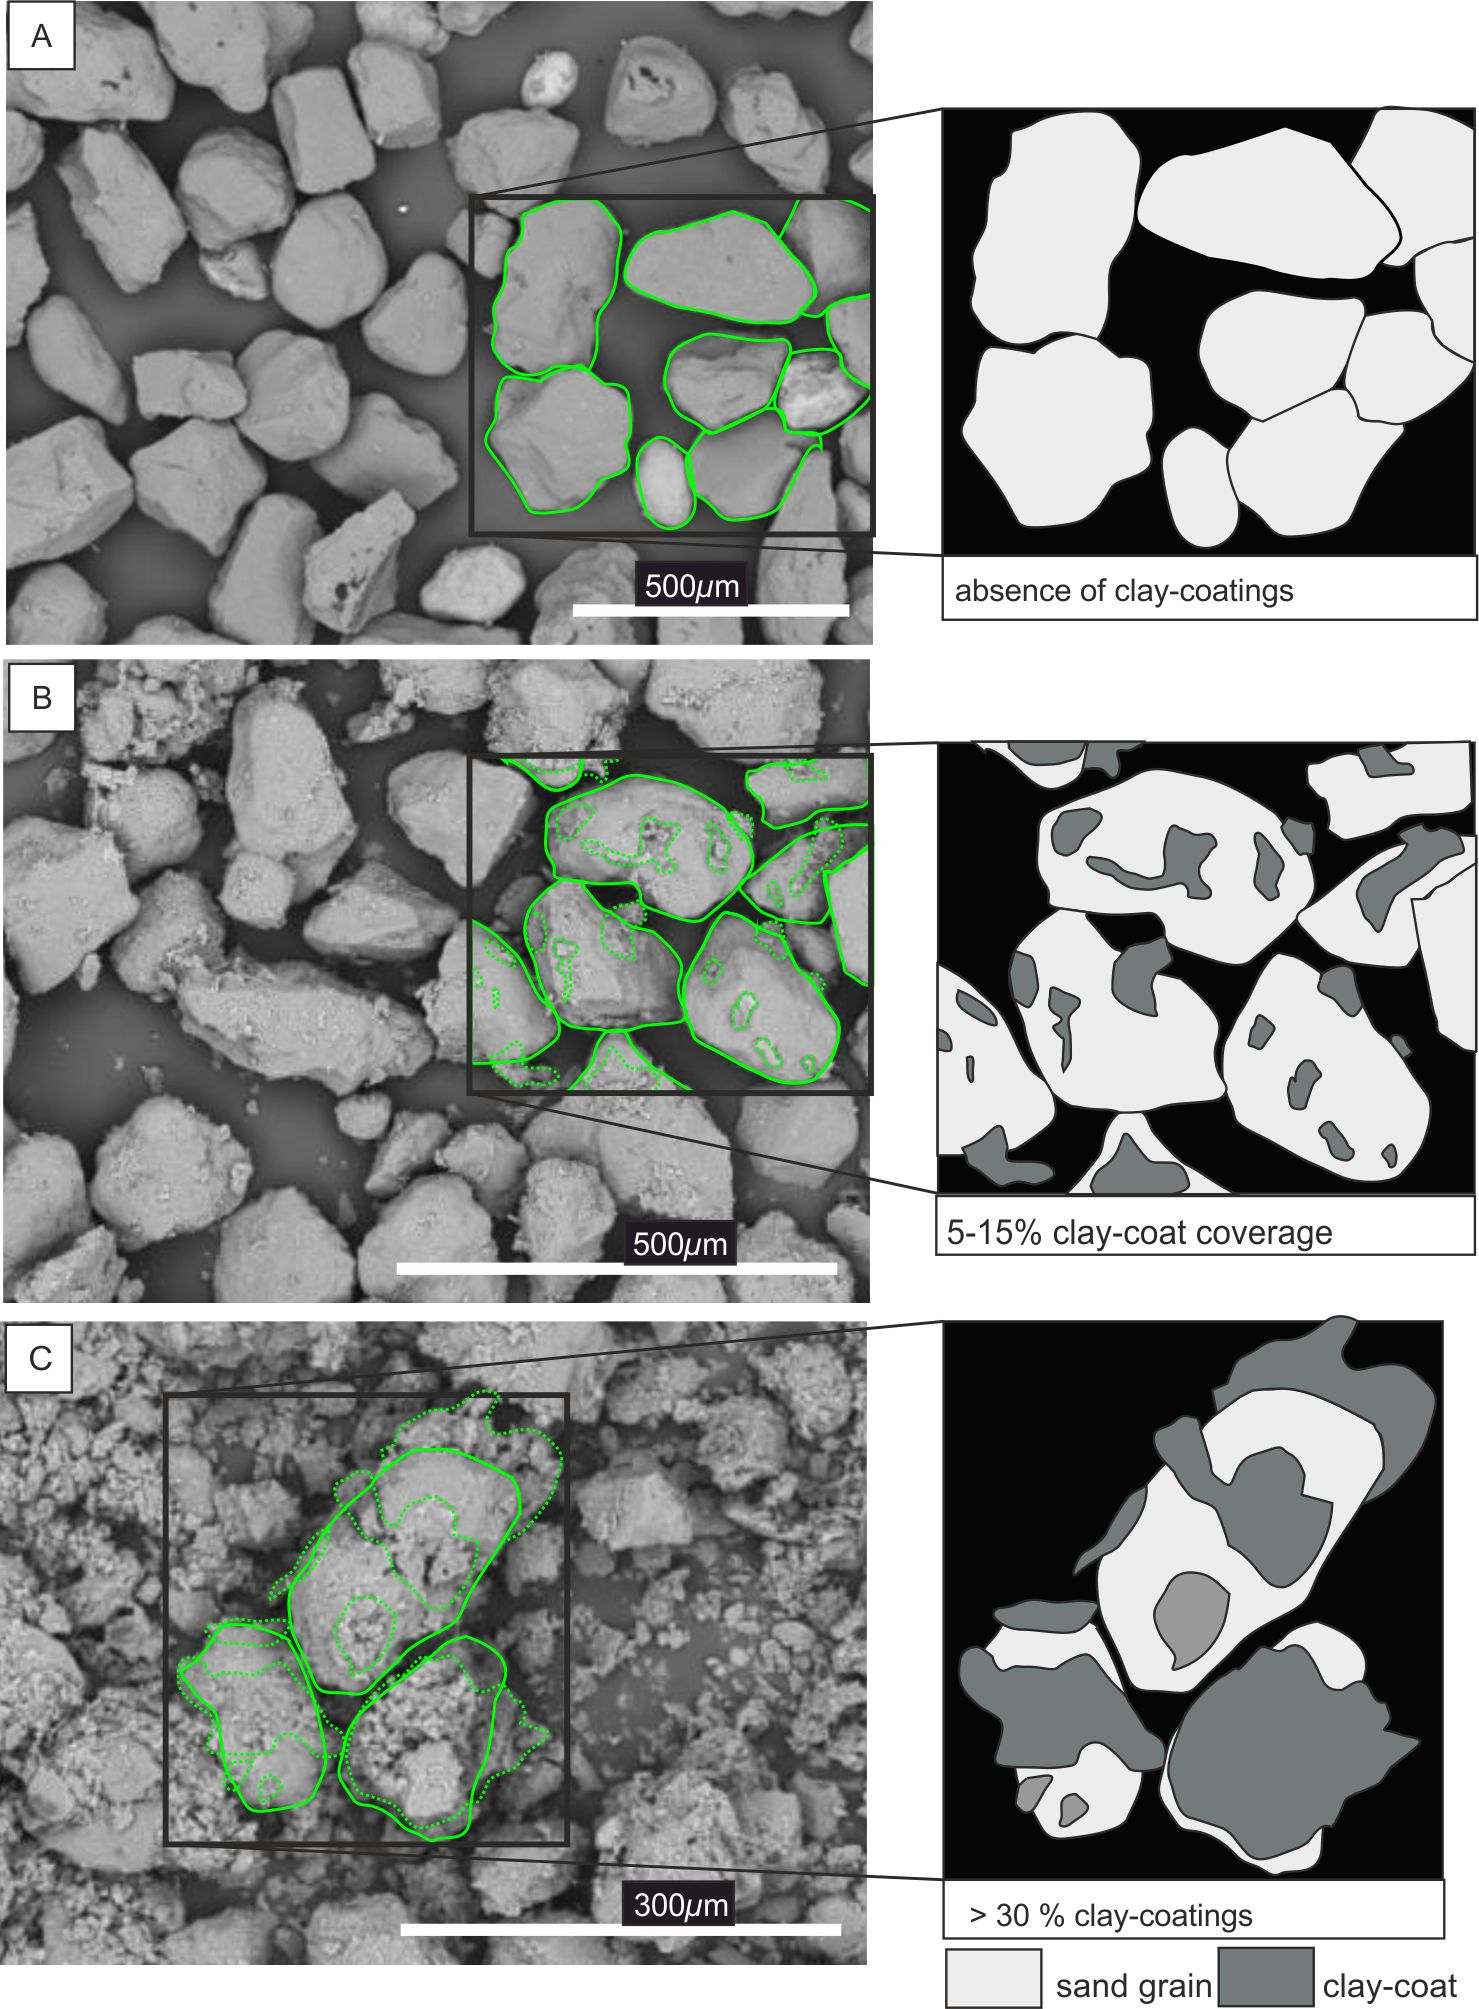 A
500µm
absence of clay-coatings
B
500µm
5-15% clay-coat coverage
C
300µm
> 30 % clay-coatings
sand grain clay-coat